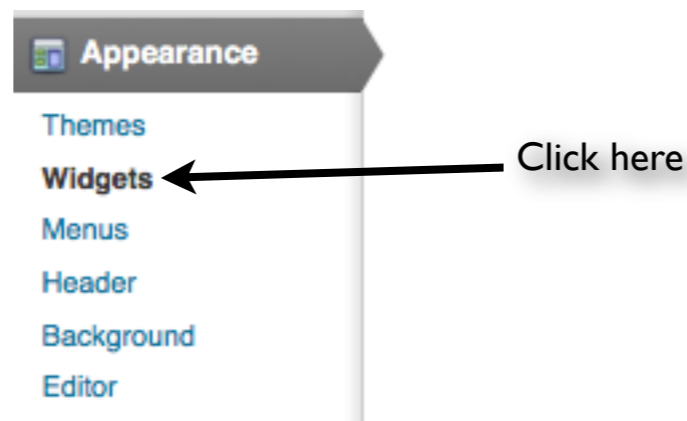 Appearance
Themes
Widgets
Click here
Menus
Header
Background
Editor